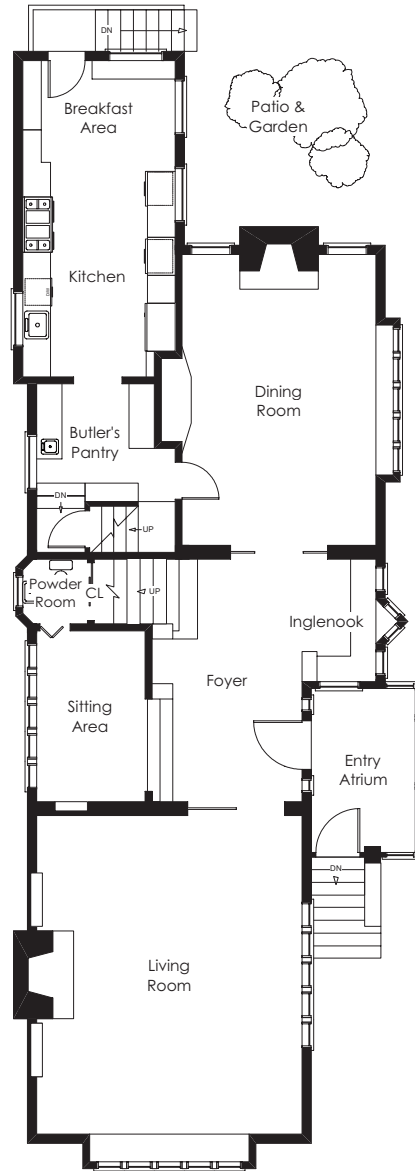 DN
Breakfast
Area
Patio &
Garden
Kitchen
DW
Dining
Room
Butler's
Pantry
DN
UP
Powder
Room
CL
UP
Inglenook
Foyer
Sitting
Area
Entry
Atrium
DN
Living
Room